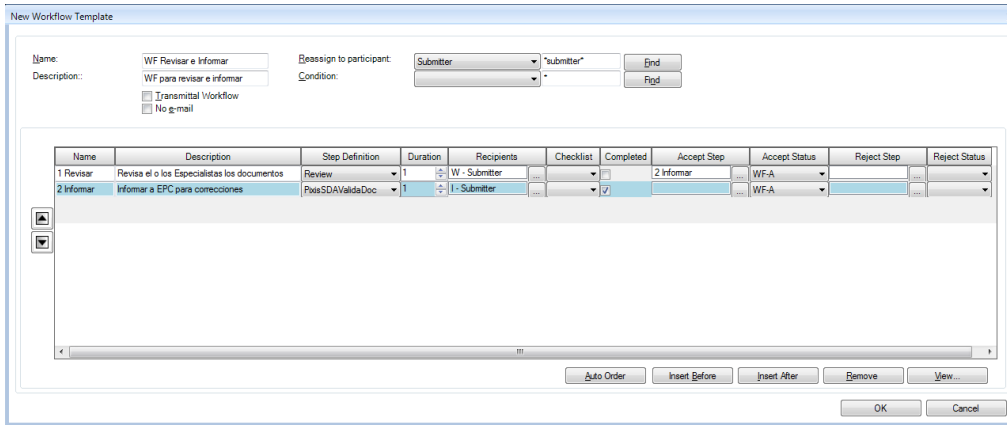 New Workflow Template
Name: WF Revisar e Informar Reassign to participant: Submitter *submitter* Find
Description:: WF para revisar e informar Condition: * Find
Transmittal Workflow
No e-mail
Name Description Step Definition Duration Recipients Checklist Completed Accept Step Accept Status Reject Step Reject Status
1 Revisar Revisa el o los Especialistas los documentos Review 1 W - Submitter ... 2 Informar ... WF-A ...
2 Informar Informar a EPC para correcciones PixisSDAValidaDoc 1 I - Submitter ... ... WF-A ...
Auto Order Insert Before Insert After Remove View...
OK Cancel